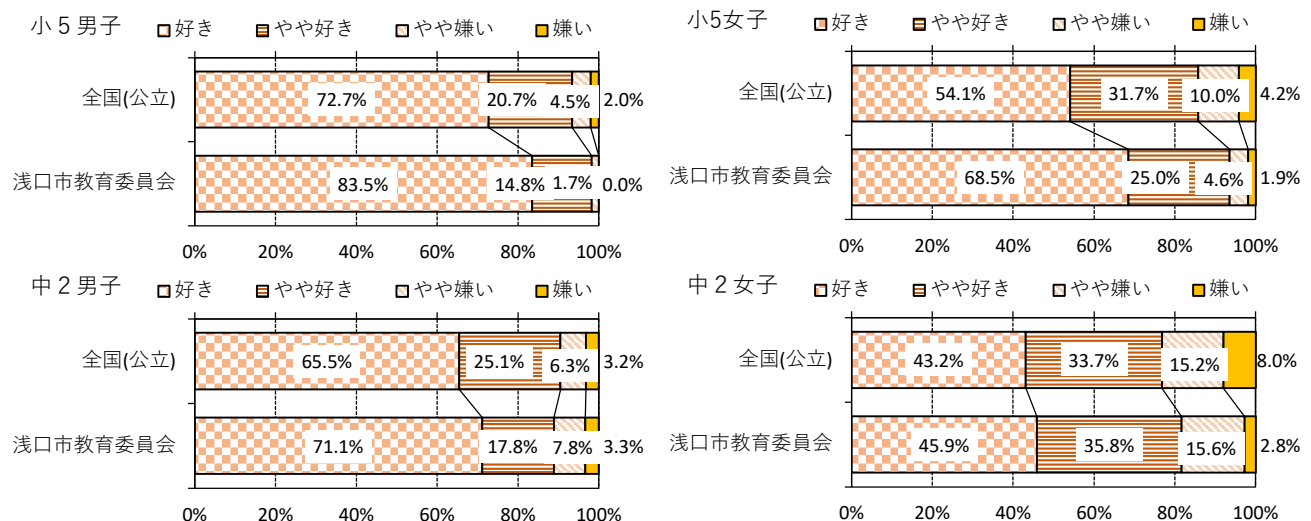 小５男子 好き やや好き やや嫌い 嫌い
全国(公立) 72.7% 20.7% 4.5% 2.0%
浅口市教育委員会 83.5% 14.8% 1.7% 0.0%
0% 20% 40% 60% 80% 100%
小5女子 好き やや好き やや嫌い 嫌い
全国(公立) 54.1% 31.7% 10.0% 4.2%
浅口市教育委員会 68.5% 25.0% 4.6% 1.9%
0% 20% 40% 60% 80% 100%
中２男子 好き やや好き やや嫌い 嫌い
全国(公立) 65.5% 25.1% 6.3% 3.2%
浅口市教育委員会 71.1% 17.8% 7.8% 3.3%
0% 20% 40% 60% 80% 100%
中２女子 好き やや好き やや嫌い 嫌い
全国(公立) 43.2% 33.7% 15.2% 8.0%
浅口市教育委員会 45.9% 35.8% 15.6% 2.8%
0% 20% 40% 60% 80% 100%